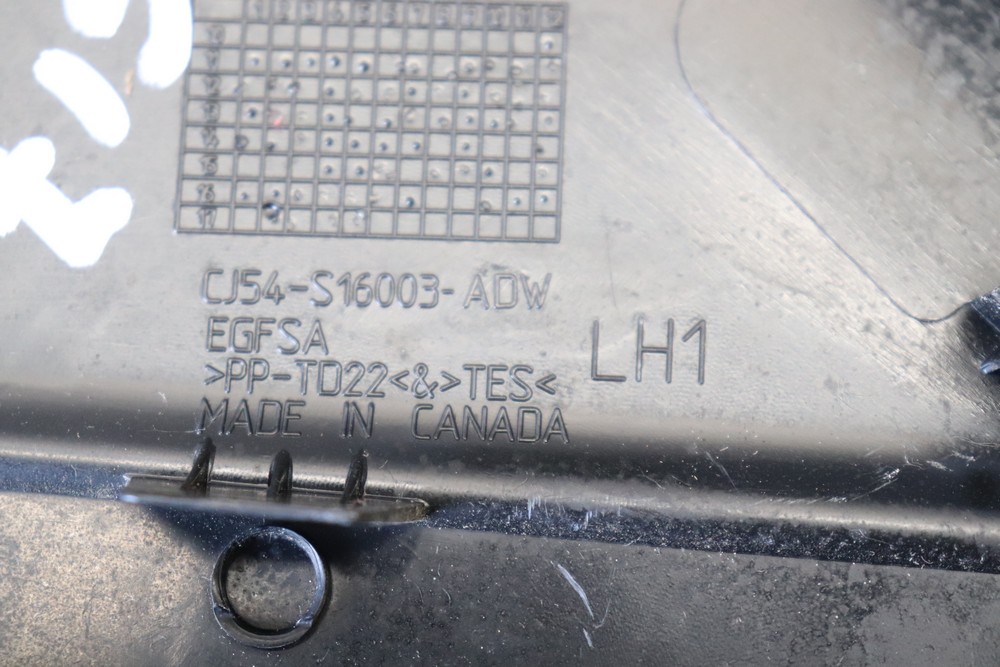 CJ54-S16003-ADW
EGFSA
>PP-TD22<&>TES<
MADE IN CANADA
LH1